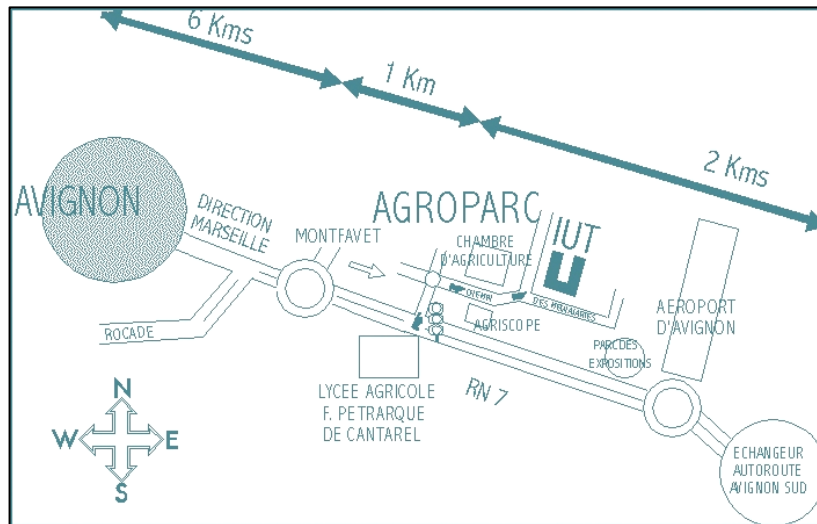 6 Kms
1 Km
2 Kms
AVIGNON
DIRECTION
MARSEILLE
MONTFAVET
AGROPARC
CHAMBRE
D'AGRICULTURE
IUT
CHEMIN
DES MEINAJARIES
AEROPORT
D'AVIGNON
ROCADE
AGRISCOPE
PARC DES
EXPOSITIONS
LYCEE AGRICOLE
F. PETRARQUE
DE CANTAREL
RN 7
N
W
E
S
ECHANGEUR
AUTOROUTE
AVIGNON SUD